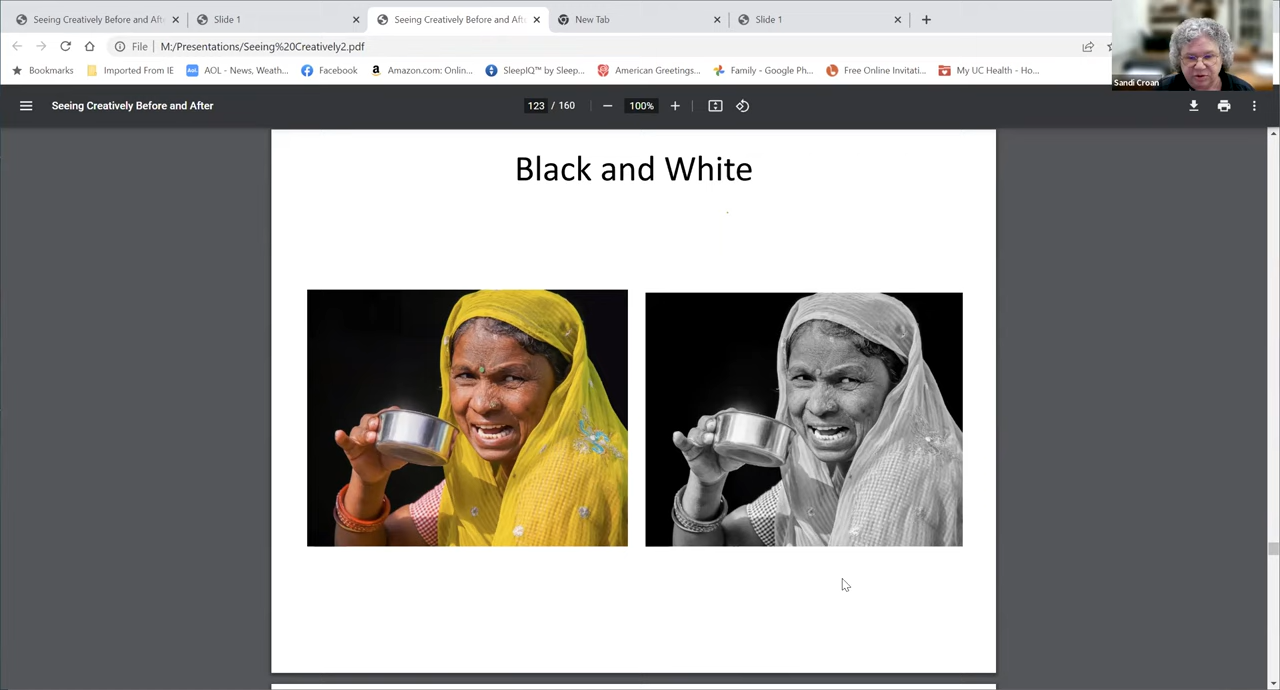 Seeing Creatively Before and Afte
Slide 1
Seeing Creatively Before and Afte
New Tab
Slide 1
File M:/Presentations/Seeing%20Creatively2.pdf
Bookmarks Imported From IE AOL - News, Weath... Facebook Amazon.com: Onlin... SleepIQ™ by Sleep... American Greetings... Family - Google Ph... Free Online Invitati... My UC Health - Ho...
Sandi Croan
Seeing Creatively Before and After 123 / 160 100%
Black and White